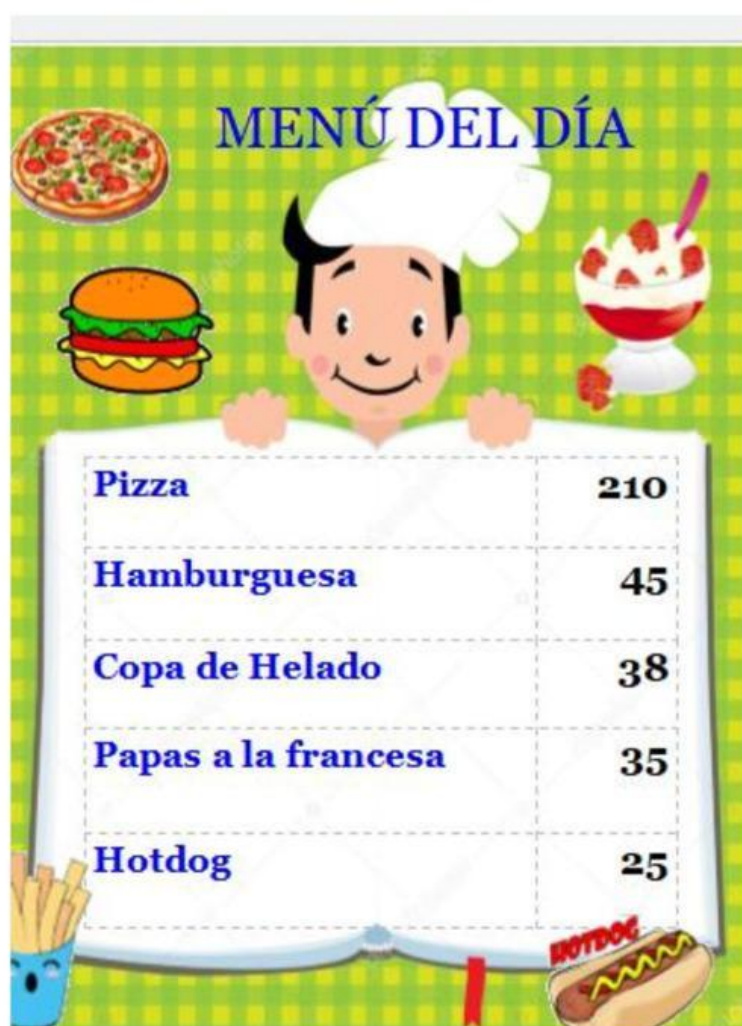 MENÚ DEL DÍA
Pizza 210
Hamburguesa 45
Copa de Helado 38
Papas a la francesa 35
Hotdog 25
HOTDOG